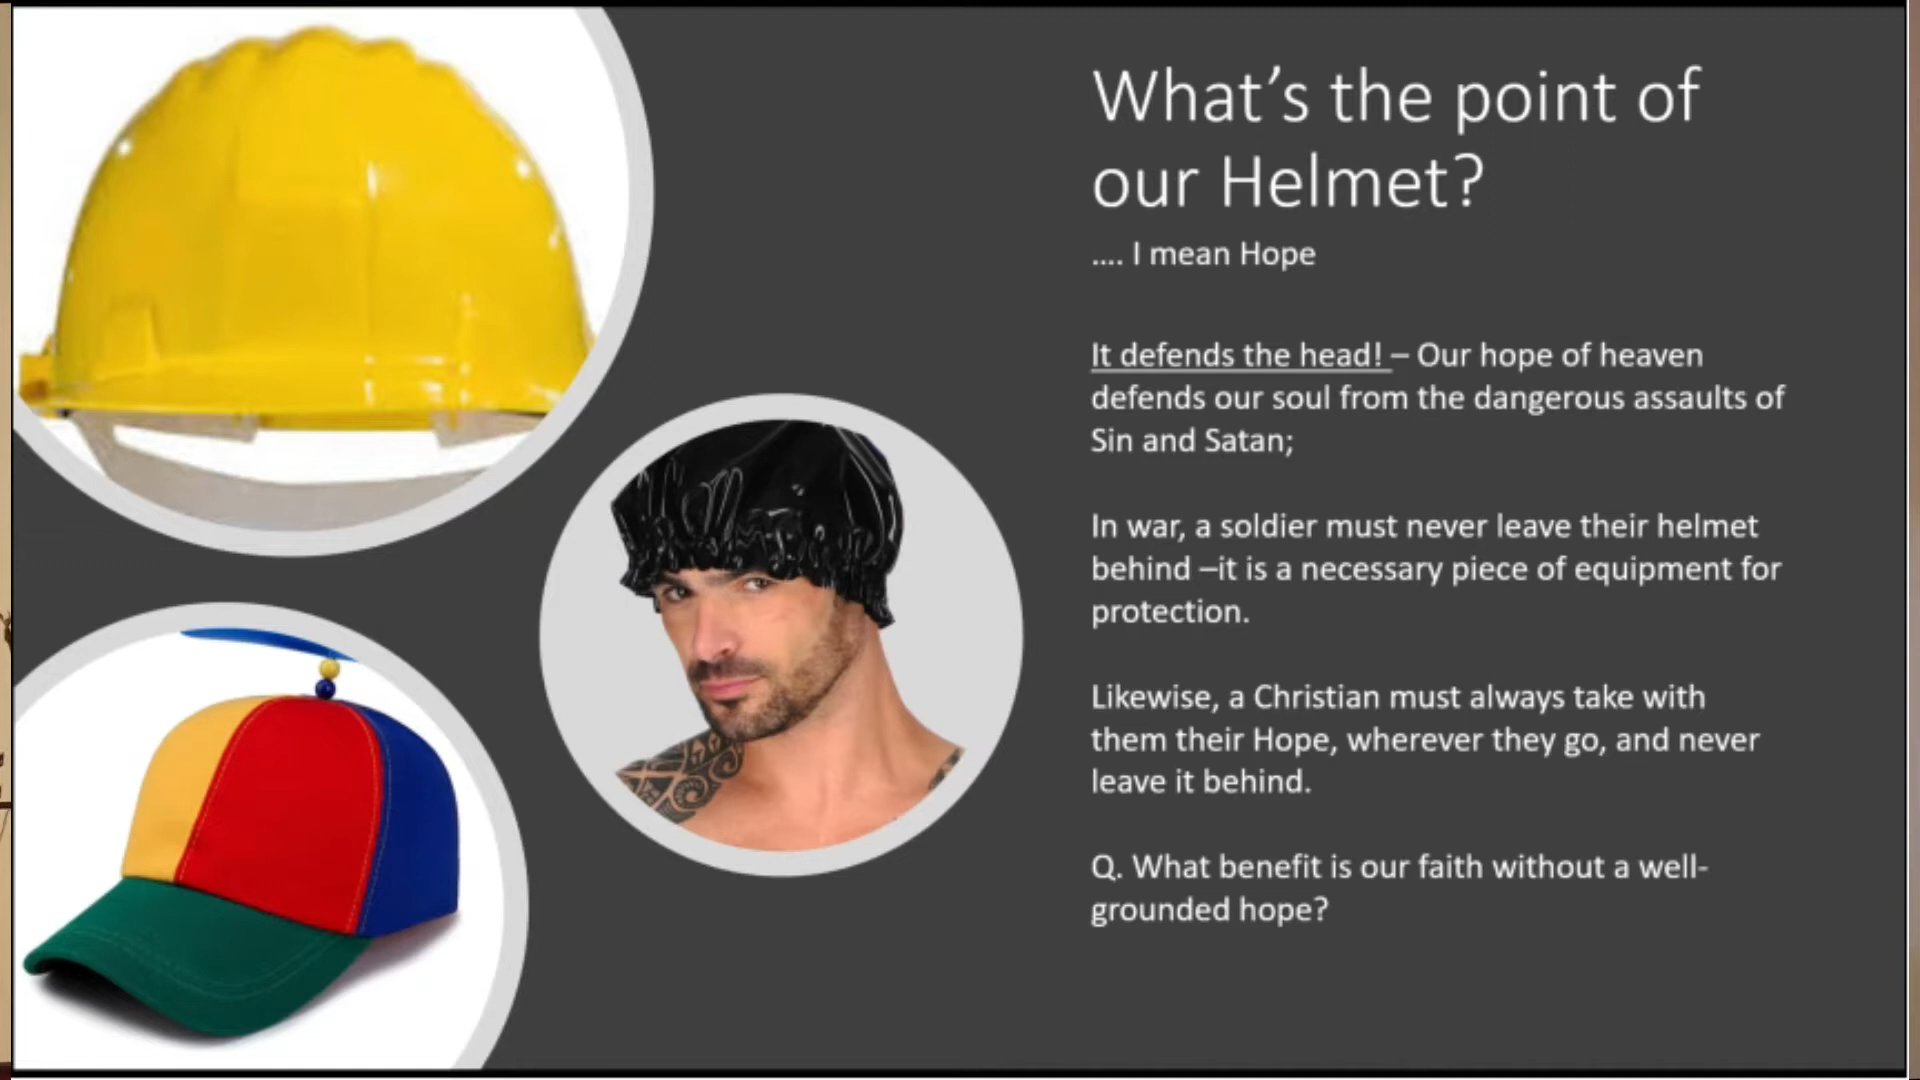 What’s the point of
our Helmet?
.... I mean Hope
It defends the head! – Our hope of heaven
defends our soul from the dangerous assaults of
Sin and Satan;
In war, a soldier must never leave their helmet
behind –it is a necessary piece of equipment for
protection.
Likewise, a Christian must always take with
them their Hope, wherever they go, and never
leave it behind.
Q. What benefit is our faith without a well-
grounded hope?